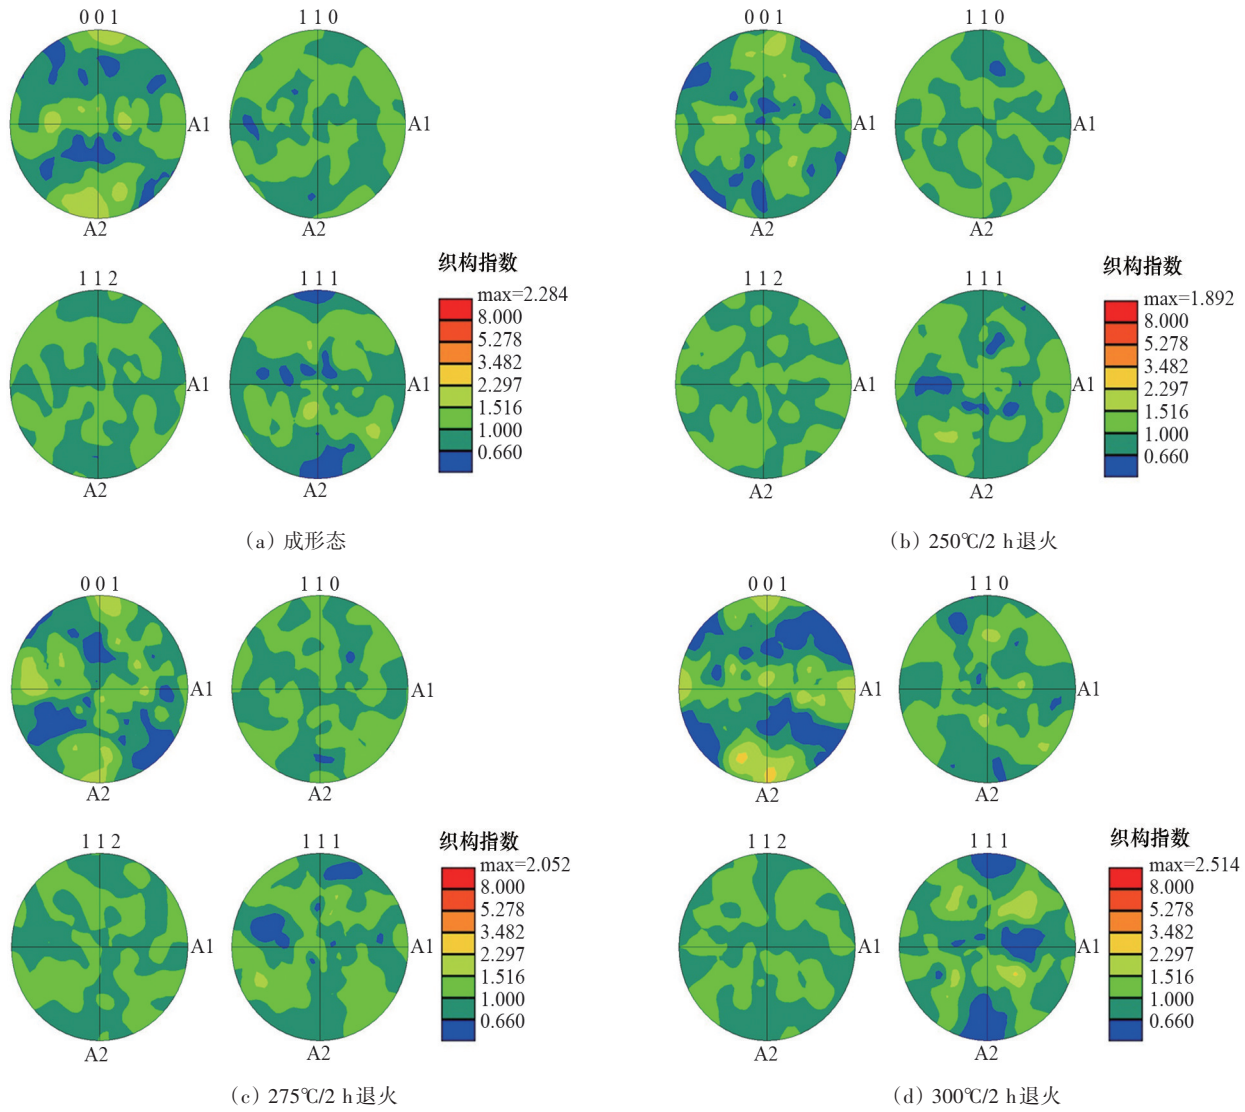 0 0 1
1 1 0
A1
A1
A2
A2
1 1 2
1 1 1
织构指数
max=2.284
8.000
5.278
3.482
2.297
1.516
1.000
0.660
A1
A1
A2
A2
(a) 成形态
0 0 1
1 1 0
A1
A1
A2
A2
1 1 2
1 1 1
织构指数
max=1.892
8.000
5.278
3.482
2.297
1.516
1.000
0.660
A1
A1
A2
A2
(b) 250℃/2 h退火
0 0 1
1 1 0
A1
A1
A2
A2
1 1 2
1 1 1
织构指数
max=2.052
8.000
5.278
3.482
2.297
1.516
1.000
0.660
A1
A1
A2
A2
(c) 275℃/2 h退火
0 0 1
1 1 0
A1
A1
A2
A2
1 1 2
1 1 1
织构指数
max=2.514
8.000
5.278
3.482
2.297
1.516
1.000
0.660
A1
A1
A2
A2
(d) 300℃/2 h退火